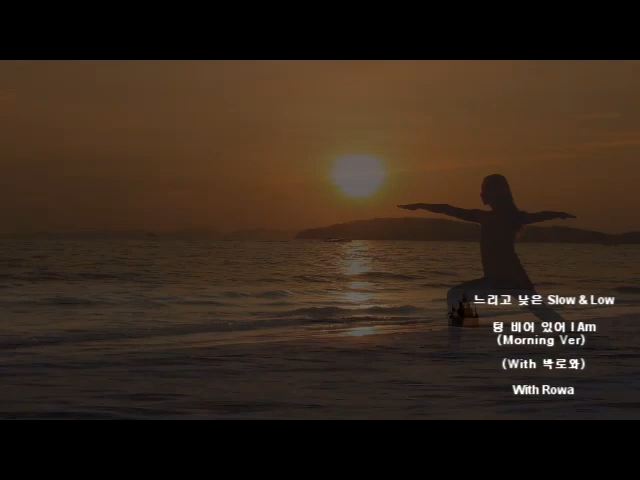 느리고 낮은 Slow & Low
텅 비어 있어 I Am
(Morning Ver)
(With 박로와)
With Rowa